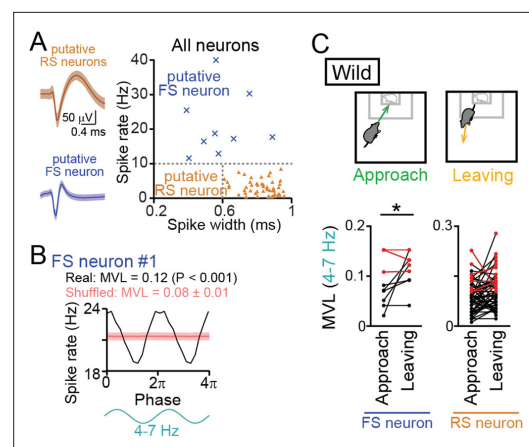 A
putative
RS neurons
50 µV
0.4 ms
putative
FS neuron
All neurons
Spike rate (Hz)
40
30
20
10
0
putative
FS neuron
putative
RS neuron
0.2
0.6
1
Spike width (ms)
B
FS neuron #1
Real: MVL = 0.12 (P < 0.001)
Shuffled: MVL = 0.08 ± 0.01
Spike rate (Hz)
24
18
0
2π
4π
Phase
4-7 Hz
C
Wild
Approach
Leaving
*
MVL (4-7 Hz)
0.2
0.1
0
Approach
Leaving
FS neuron
0.3
0
Approach
Leaving
RS neuron